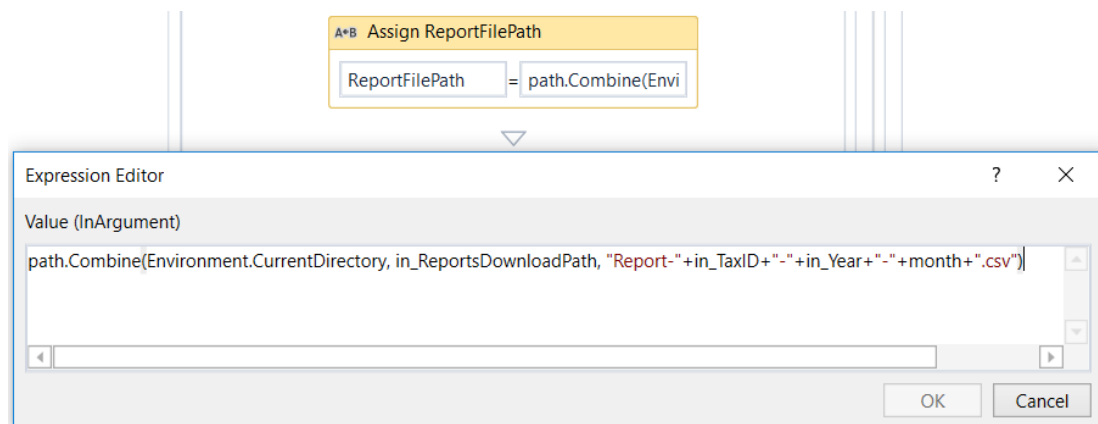 A+B Assign ReportFilePath
ReportFilePath = path.Combine(Envi
Expression Editor ? X
Value (InArgument)
path.Combine(Environment.CurrentDirectory, in_ReportsDownloadPath, "Report-"+in_TaxID+"-"+in_Year+"-"+month+".csv")
OK Cancel